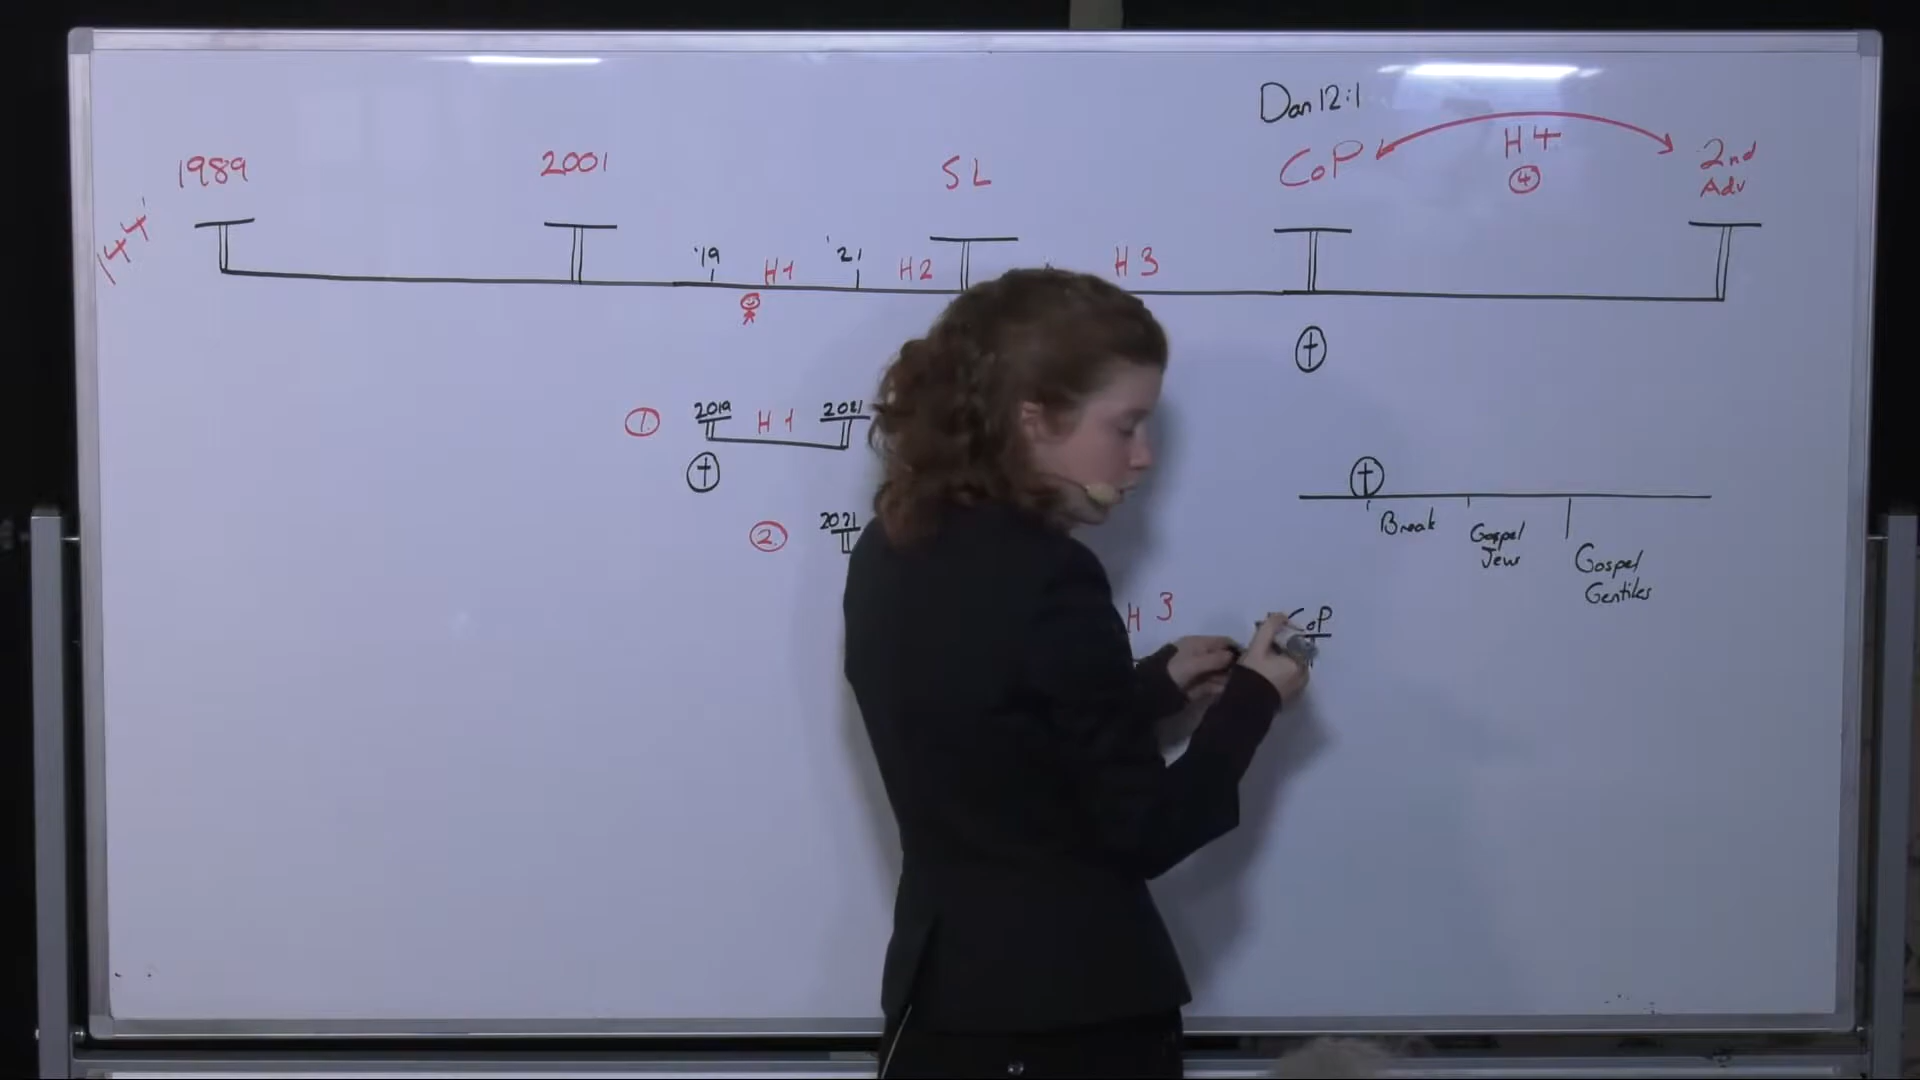 Dan 12:1
1989
2001
SL
CoP
H4
④
2nd
Adv
144'
'19
H1
'21
H2
H3
①
2019
H1
2021
②
2021
Break
Gospel
Jews
Gospel
Gentiles
H3
CoP